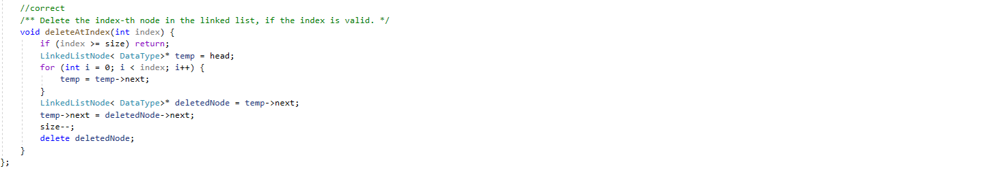 //correct
/** Delete the index-th node in the linked list, if the index is valid. */
void deleteAtIndex(int index) {
if (index >= size) return;
LinkedListNode< DataType>* temp = head;
for (int i = 0; i < index; i++) {
temp = temp->next;
}
LinkedListNode< DataType>* deletedNode = temp->next;
temp->next = deletedNode->next;
size--;
delete deletedNode;
}
};